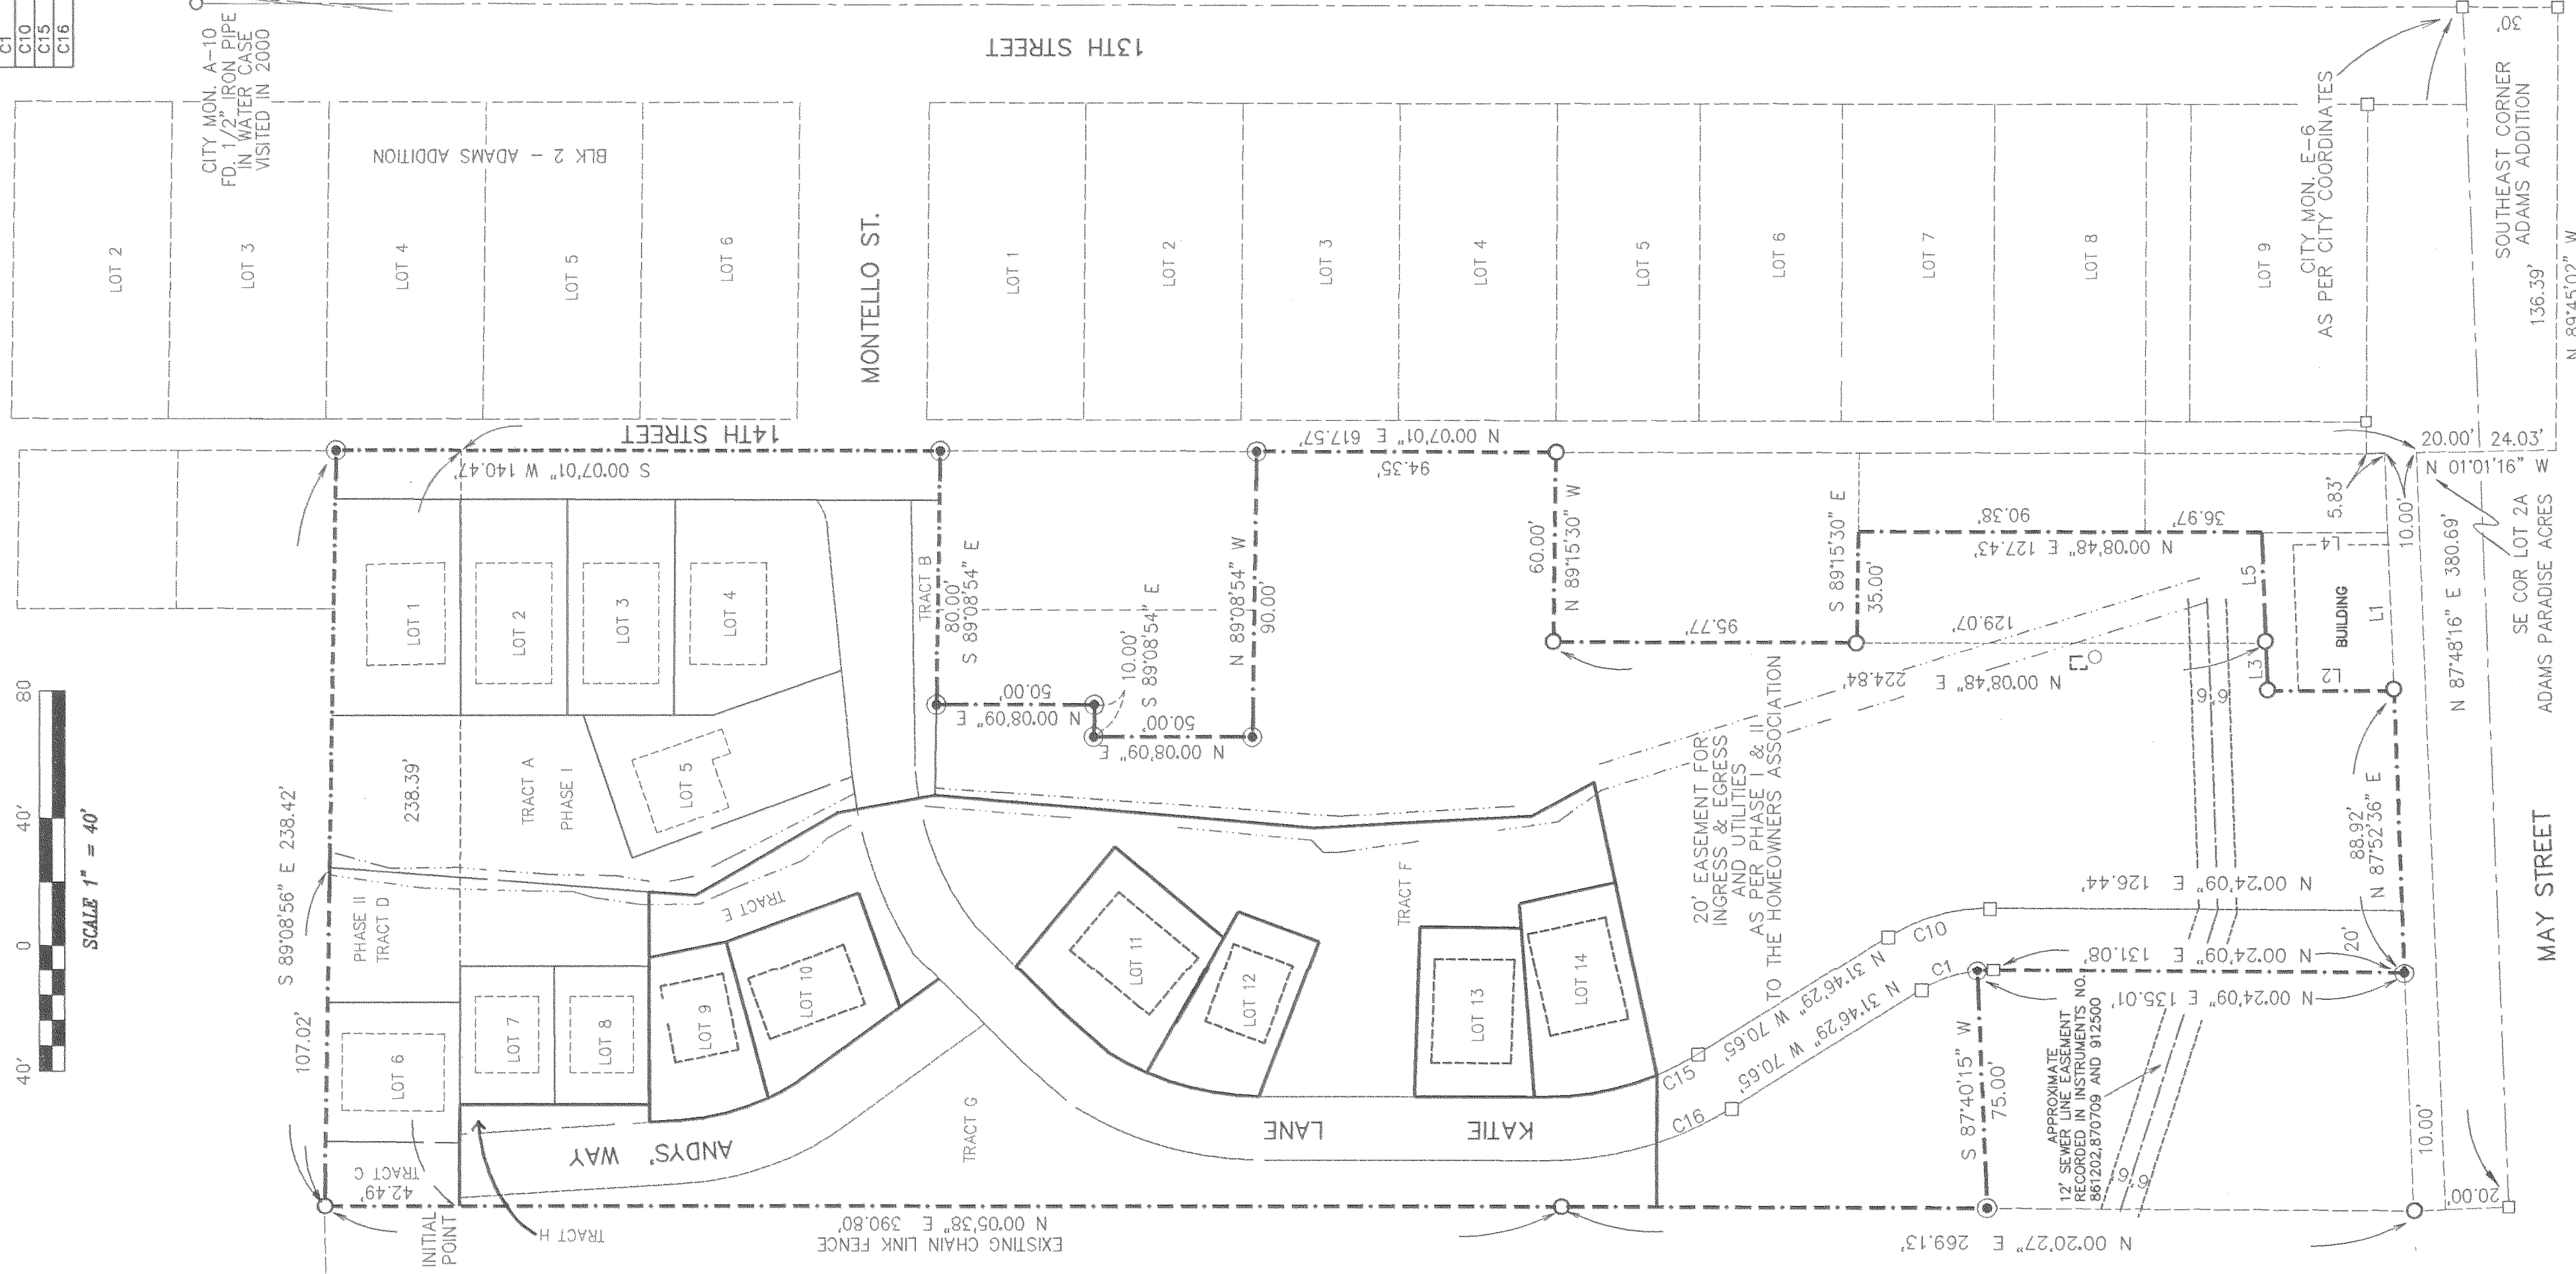 C1
C10
C15
C16
CITY MON. A-10
FD. 1/2" IRON PIPE
IN WATER CASE
VISITED IN 2000
13TH STREET
LOT 2
LOT 3
LOT 4
LOT 5
LOT 6
BLK 2 - ADAMS ADDITION
MONTELLO ST.
LOT 1
LOT 2
LOT 3
LOT 4
LOT 5
LOT 6
LOT 7
LOT 8
LOT 9
CITY MON. E-6
AS PER CITY COORDINATES
30'
SOUTHEAST CORNER
ADAMS ADDITION
136.39'
N 89°45'02" W
14TH STREET
S 00°07'01" W 140.47'
N 00°07'01" E 617.57'
94.35'
20.00'
24.03'
N 01°10'16" W
SE COR LOT 2A
ADAMS PARADISE ACRES
5.83'
10.00'
N 87°48'16" E 380.69'
80
40'
0
40'
SCALE 1" = 40'
S 89°08'56" E 238.42'
107.02'
238.39'
LOT 1
LOT 2
LOT 3
LOT 4
LOT 5
TRACT A
PHASE I
TRACT B
80.00'
S 89°08'54" E
50.00'
N 00°08'09" E
10.00'
S 89°08'54" E
50.00'
N 00°08'09" E
N 89°08'54" W
90.00'
60.00'
N 89°15'30" W
95.77'
S 89°15'30" E
35.00'
90.38'
36.97'
N 00°08'48" E 127.43'
129.07'
N 00°08'48" E 224.84'
L5
L3
L4
L1
L2
BUILDING
PHASE II
TRACT D
LOT 6
TRACT C
42.49'
INITIAL
POINT
LOT 7
LOT 8
LOT 9
LOT 10
TRACT E
TRACT H
ANDYS' WAY
TRACT G
LOT 11
LOT 12
TRACT F
LOT 13
LOT 14
KATIE LANE
C15
C16
N 31°46'29" W 70.65'
N 31°46'29" W 70.65'
C10
C1
20' EASEMENT FOR
INGRESS & EGRESS
AND UTILITIES
AS PER PHASE I & II
TO THE HOMEOWNERS ASSOCIATION
6'
6'
N 00°24'09" E 126.44'
20'
N 00°24'09" E 131.08'
N 00°24'09" E 135.01'
88.92'
N 87°52'36" E
S 87°40'15" W
75.00'
APPROXIMATE
12' SEWER LINE EASEMENT
RECORDED IN INSTRUMENTS NO.
861202,870709 AND 912500
6'
6'
10.00'
20.00'
MAY STREET
N 00°05'38" E 390.80'
EXISTING CHAIN LINK FENCE
N 00°20'27" E 269.13'